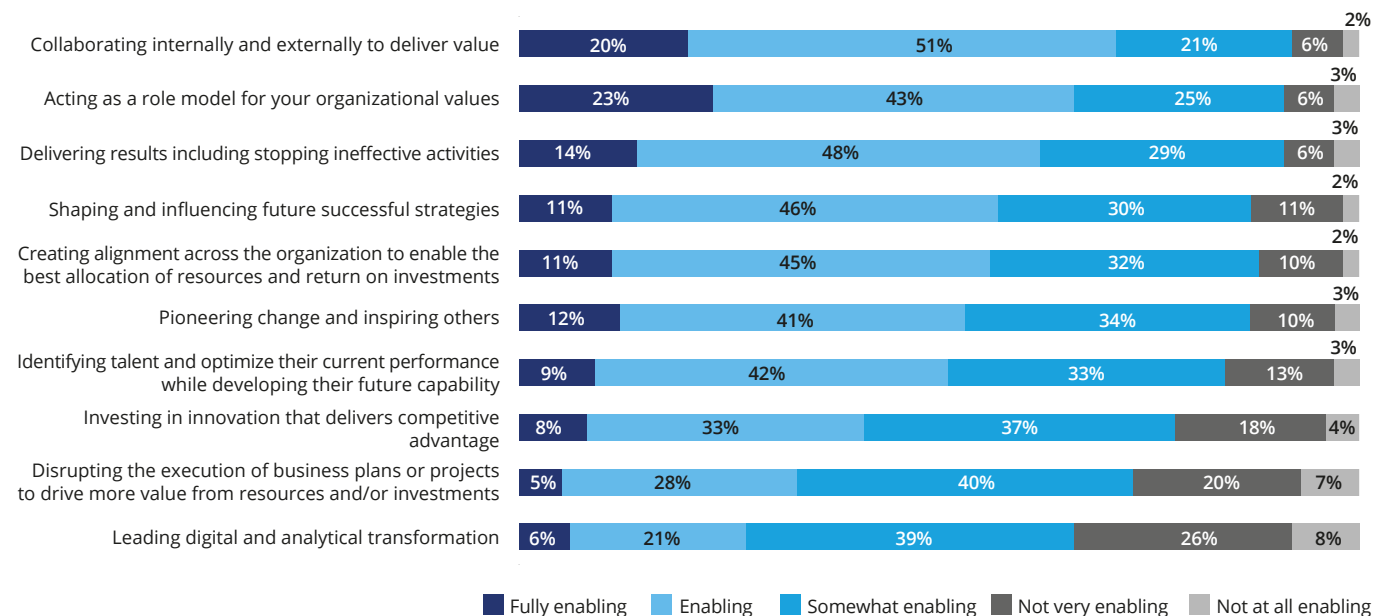 2%
Collaborating internally and externally to deliver value 20% 51% 21% 6%
3%
Acting as a role model for your organizational values 23% 43% 25% 6%
3%
Delivering results including stopping ineffective activities 14% 48% 29% 6%
2%
Shaping and influencing future successful strategies 11% 46% 30% 11%
2%
Creating alignment across the organization to enable the
best allocation of resources and return on investments 11% 45% 32% 10%
3%
Pioneering change and inspiring others 12% 41% 34% 10%
3%
Identifying talent and optimize their current performance
while developing their future capability 9% 42% 33% 13%
Investing in innovation that delivers competitive
advantage 8% 33% 37% 18% 4%
Disrupting the execution of business plans or projects
to drive more value from resources and/or investments 5% 28% 40% 20% 7%
Leading digital and analytical transformation 6% 21% 39% 26% 8%
Fully enabling Enabling Somewhat enabling Not very enabling Not at all enabling